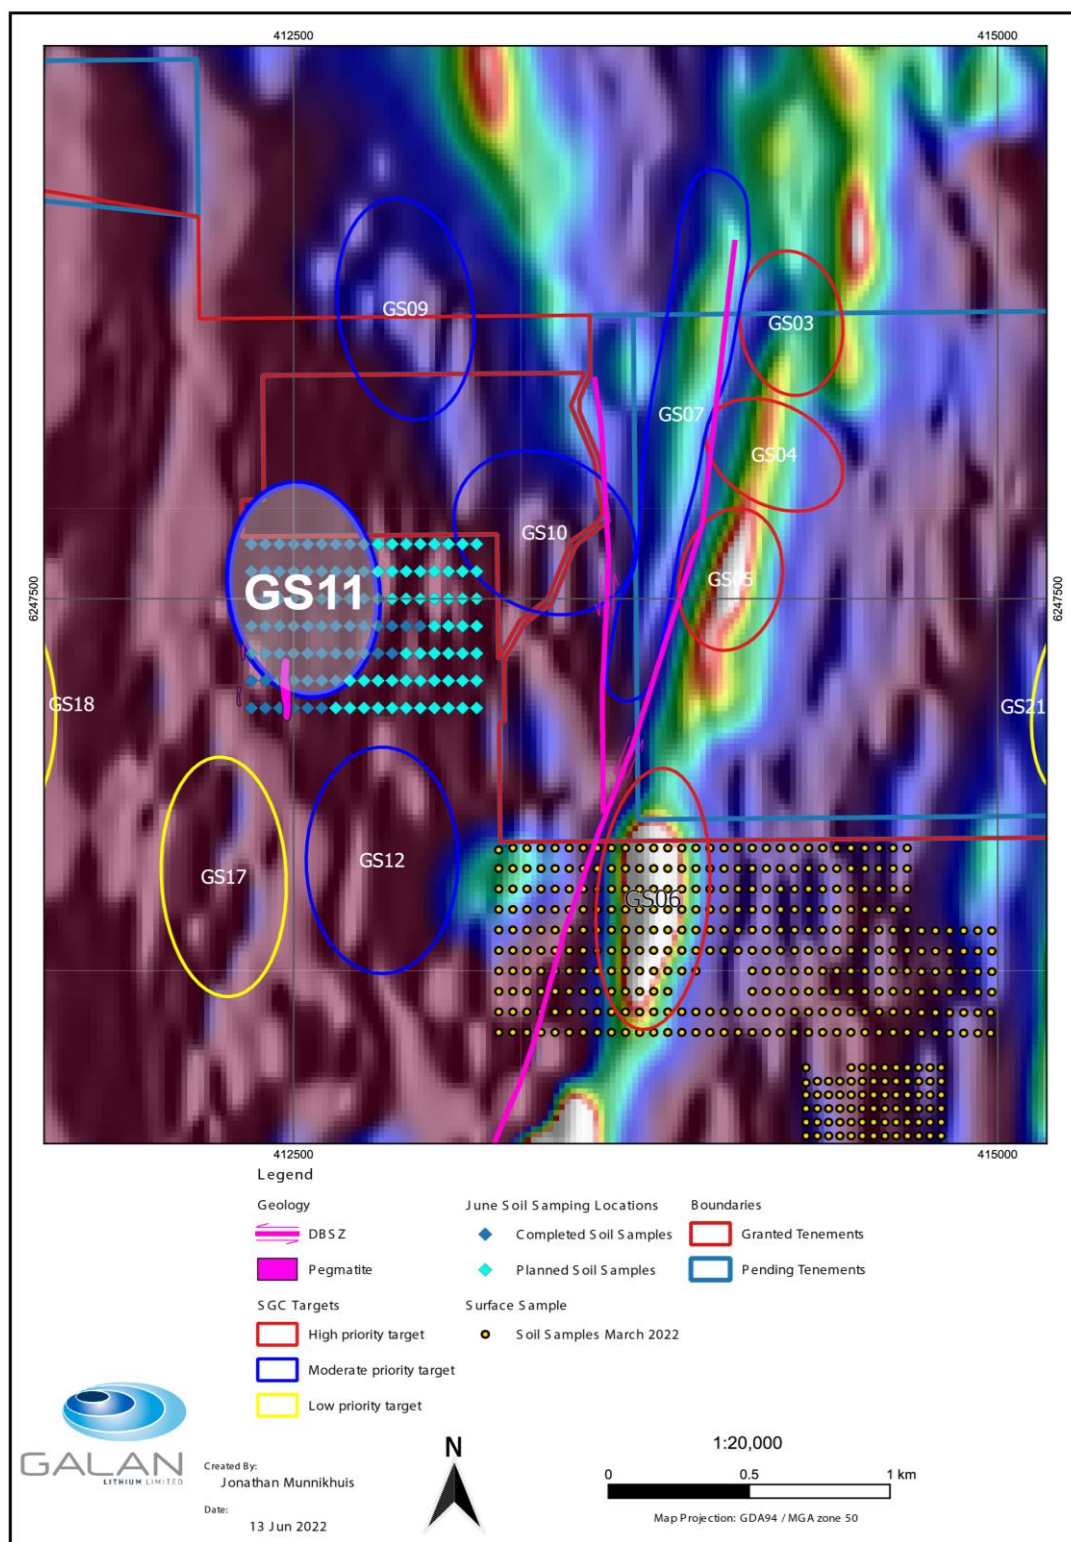 412500
415000
6247500
6247500
GS09
GS03
GS07
GS04
GS10
GS05
GS11
GS18
GS21
GS12
GS17
GS06
412500
415000
Legend
Geology
DBSZ
Pegmatite
SGC Targets
High priority target
Moderate priority target
Low priority target
June Soil Samping Locations
Completed Soil Samples
Planned Soil Samples
Surface Sample
Soil Samples March 2022
Boundaries
Granted Tenements
Pending Tenements
GALAN
LITHIUM LIMITED
Created By:
Jonathan Munnikhuis
Date:
13 Jun 2022
N
1:20,000
0 0.5 1 km
Map Projection: GDA94 / MGA zone 50